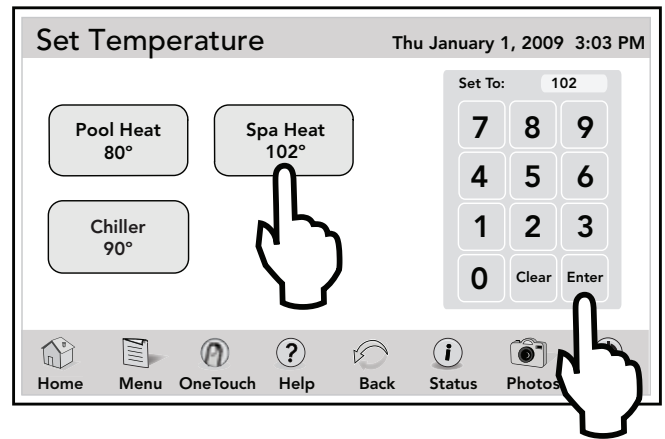 Set Temperature
Thu January 1, 2009 3:03 PM
Set To: 102
Pool Heat
80°
Spa Heat
102°
Chiller
90°
7 8 9
4 5 6
1 2 3
0 Clear Enter
Home Menu OneTouch Help Back Status Photos